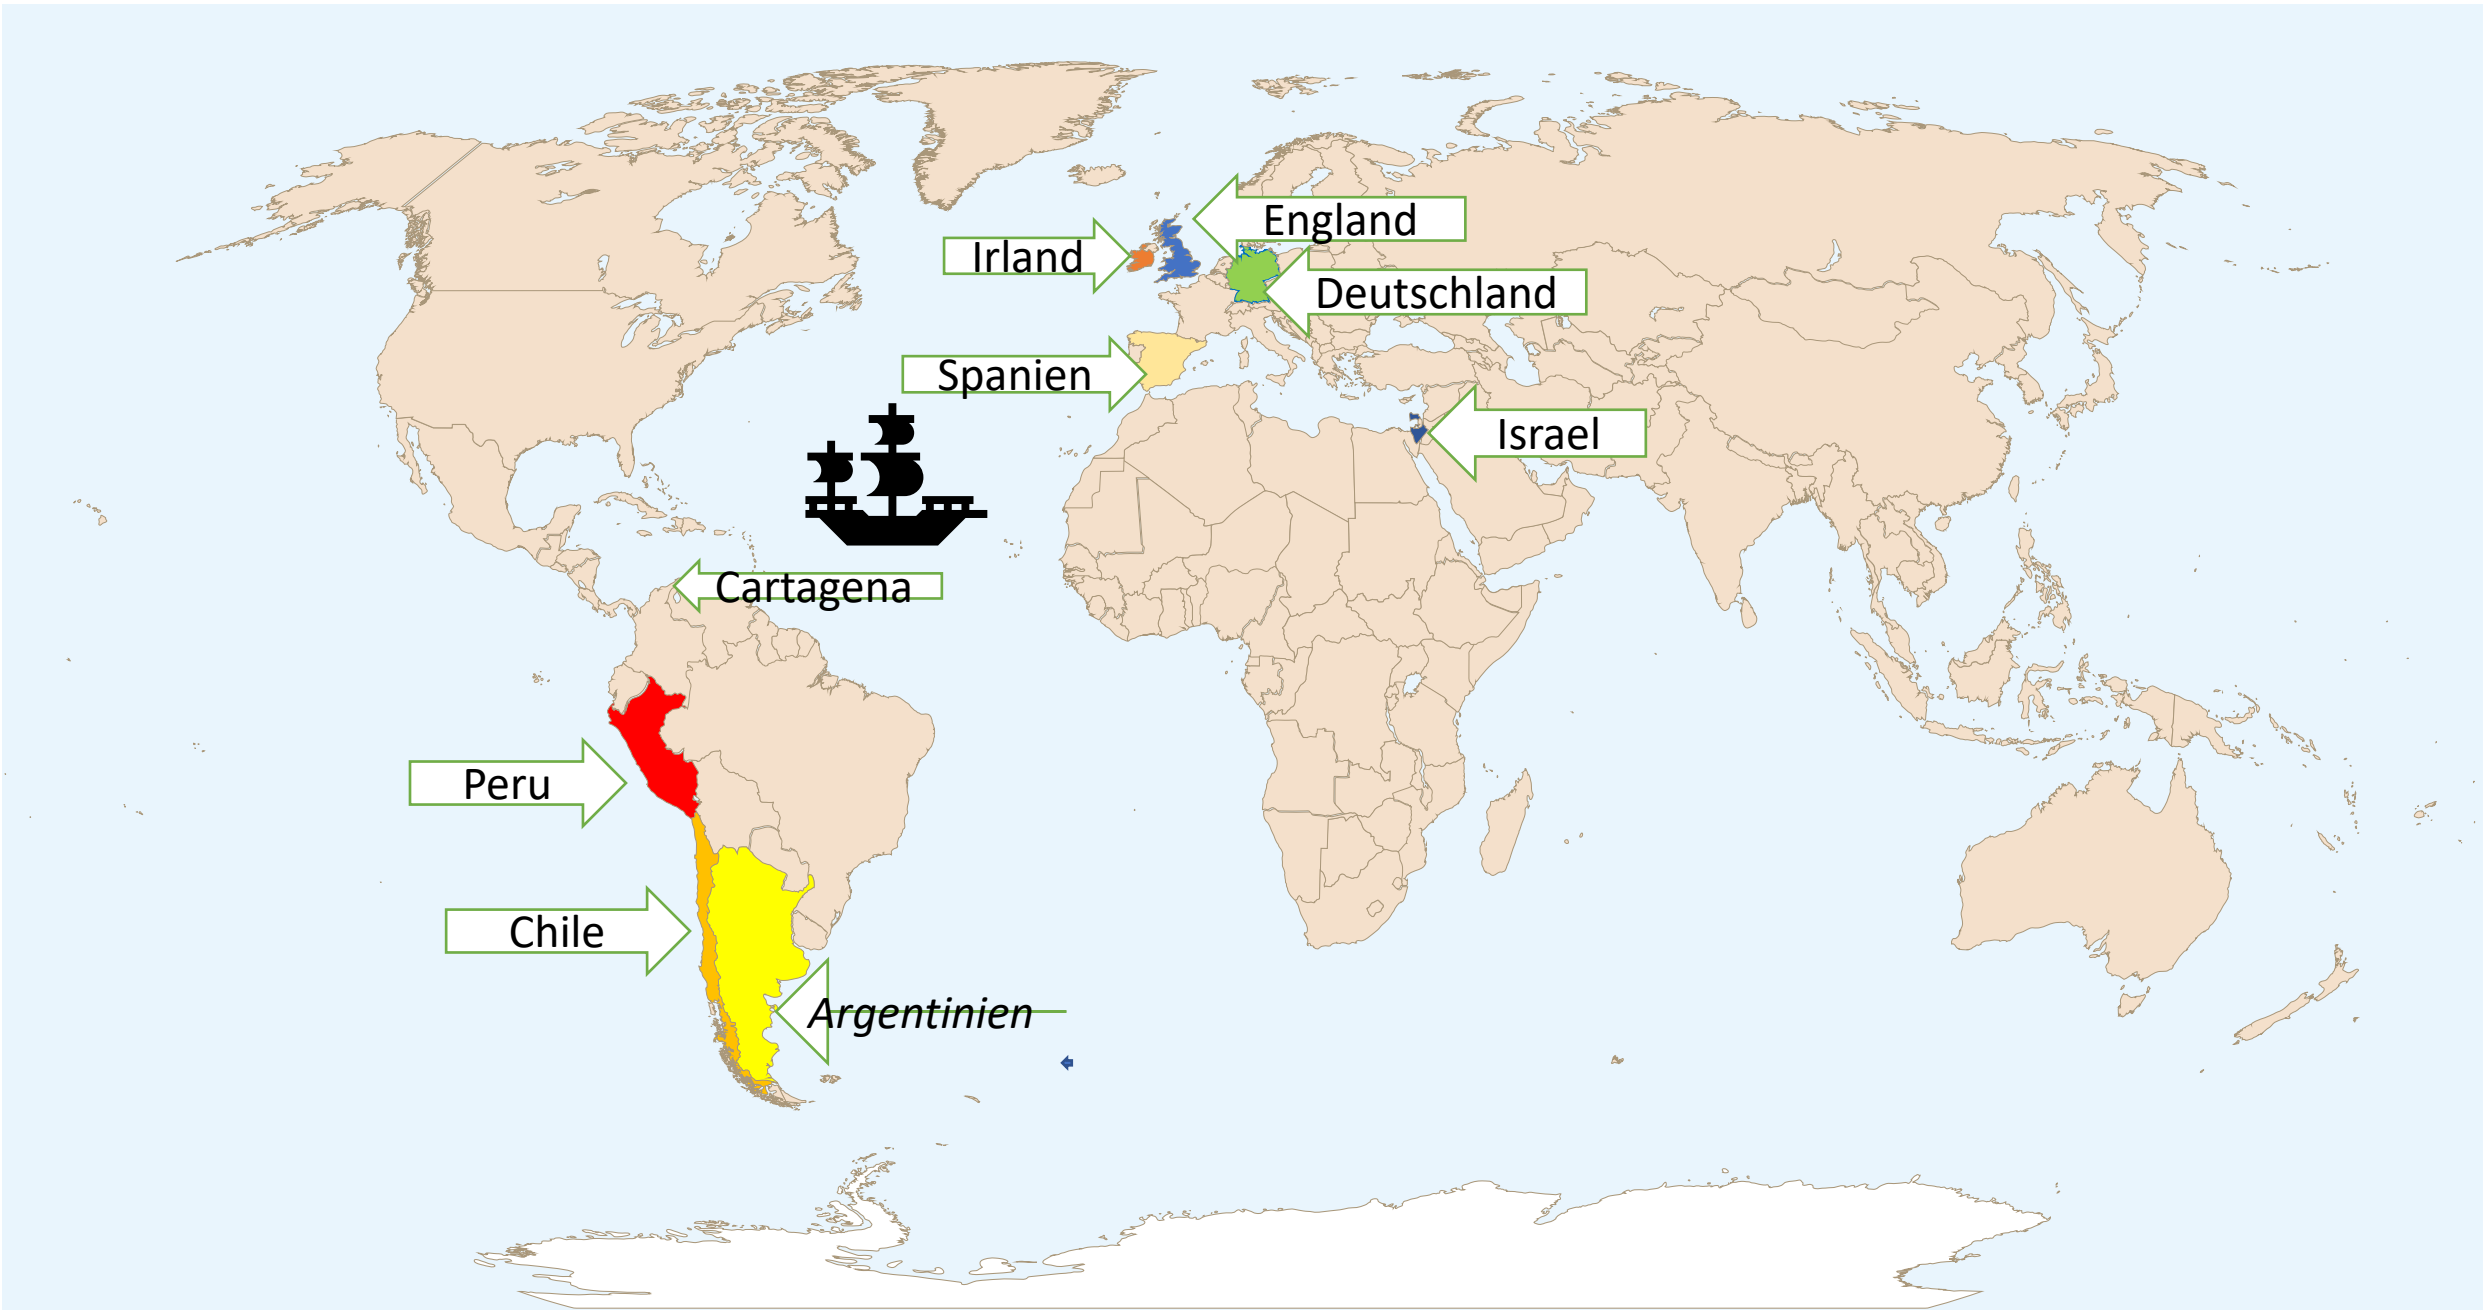 England
Irland
Deutschland
Spanien
Israel
Cartagena
Peru
Chile
Argentinien